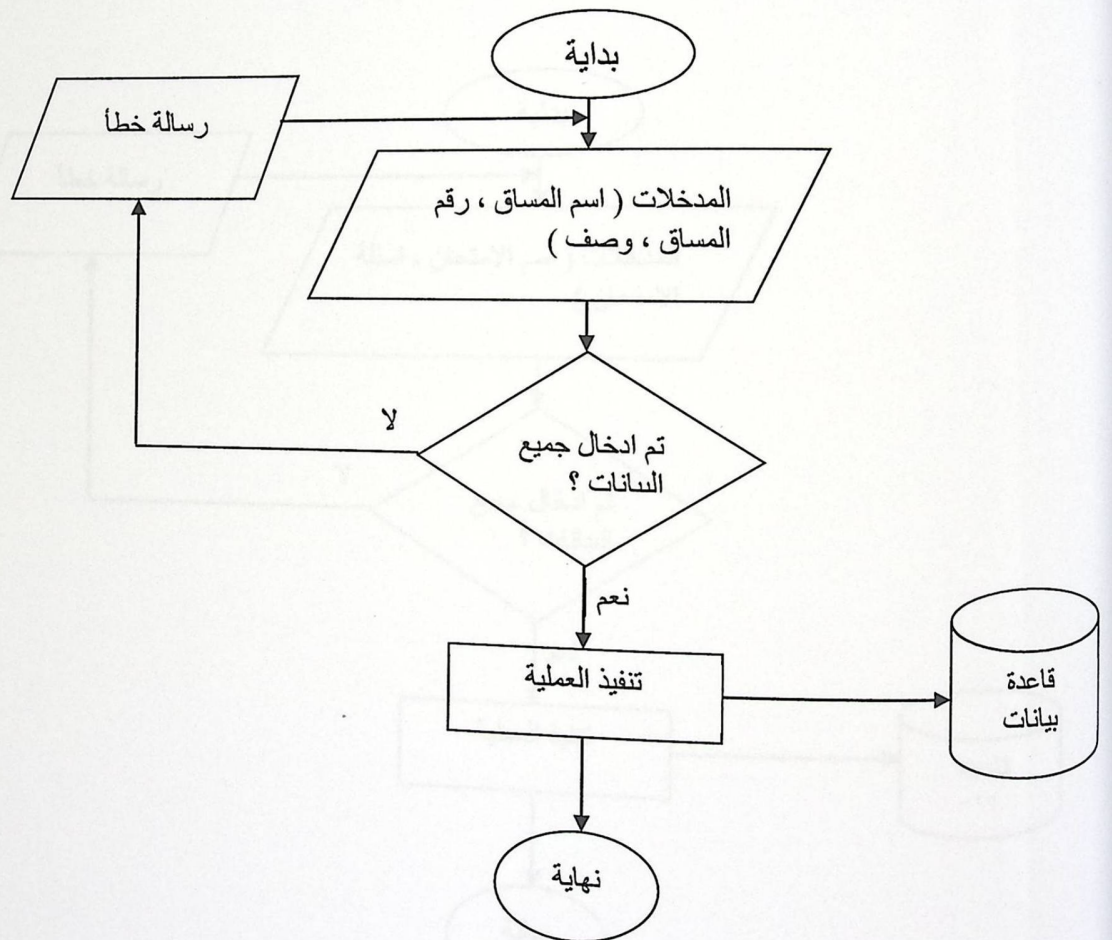 بداية
رسالة خطأ
المدخلات ( اسم المساق ، رقم
المساق ، وصف )
لا
تم ادخال جميع
البيانات ؟
نعم
تنفيذ العملية
قاعدة
بيانات
نهاية